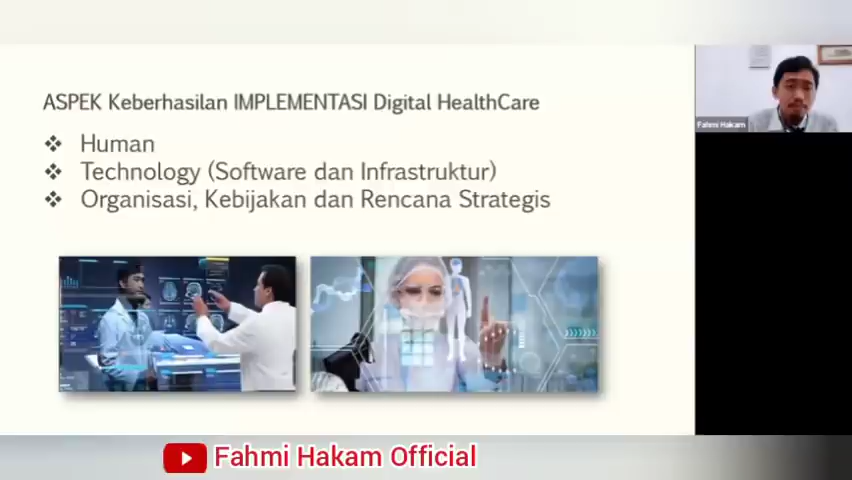 ASPEK Keberhasilan IMPLEMENTASI Digital HealthCare
❖ Human
❖ Technology (Software dan Infrastruktur)
❖ Organisasi, Kebijakan dan Rencana Strategis
Fahmi Hakam
Fahmi Hakam Official